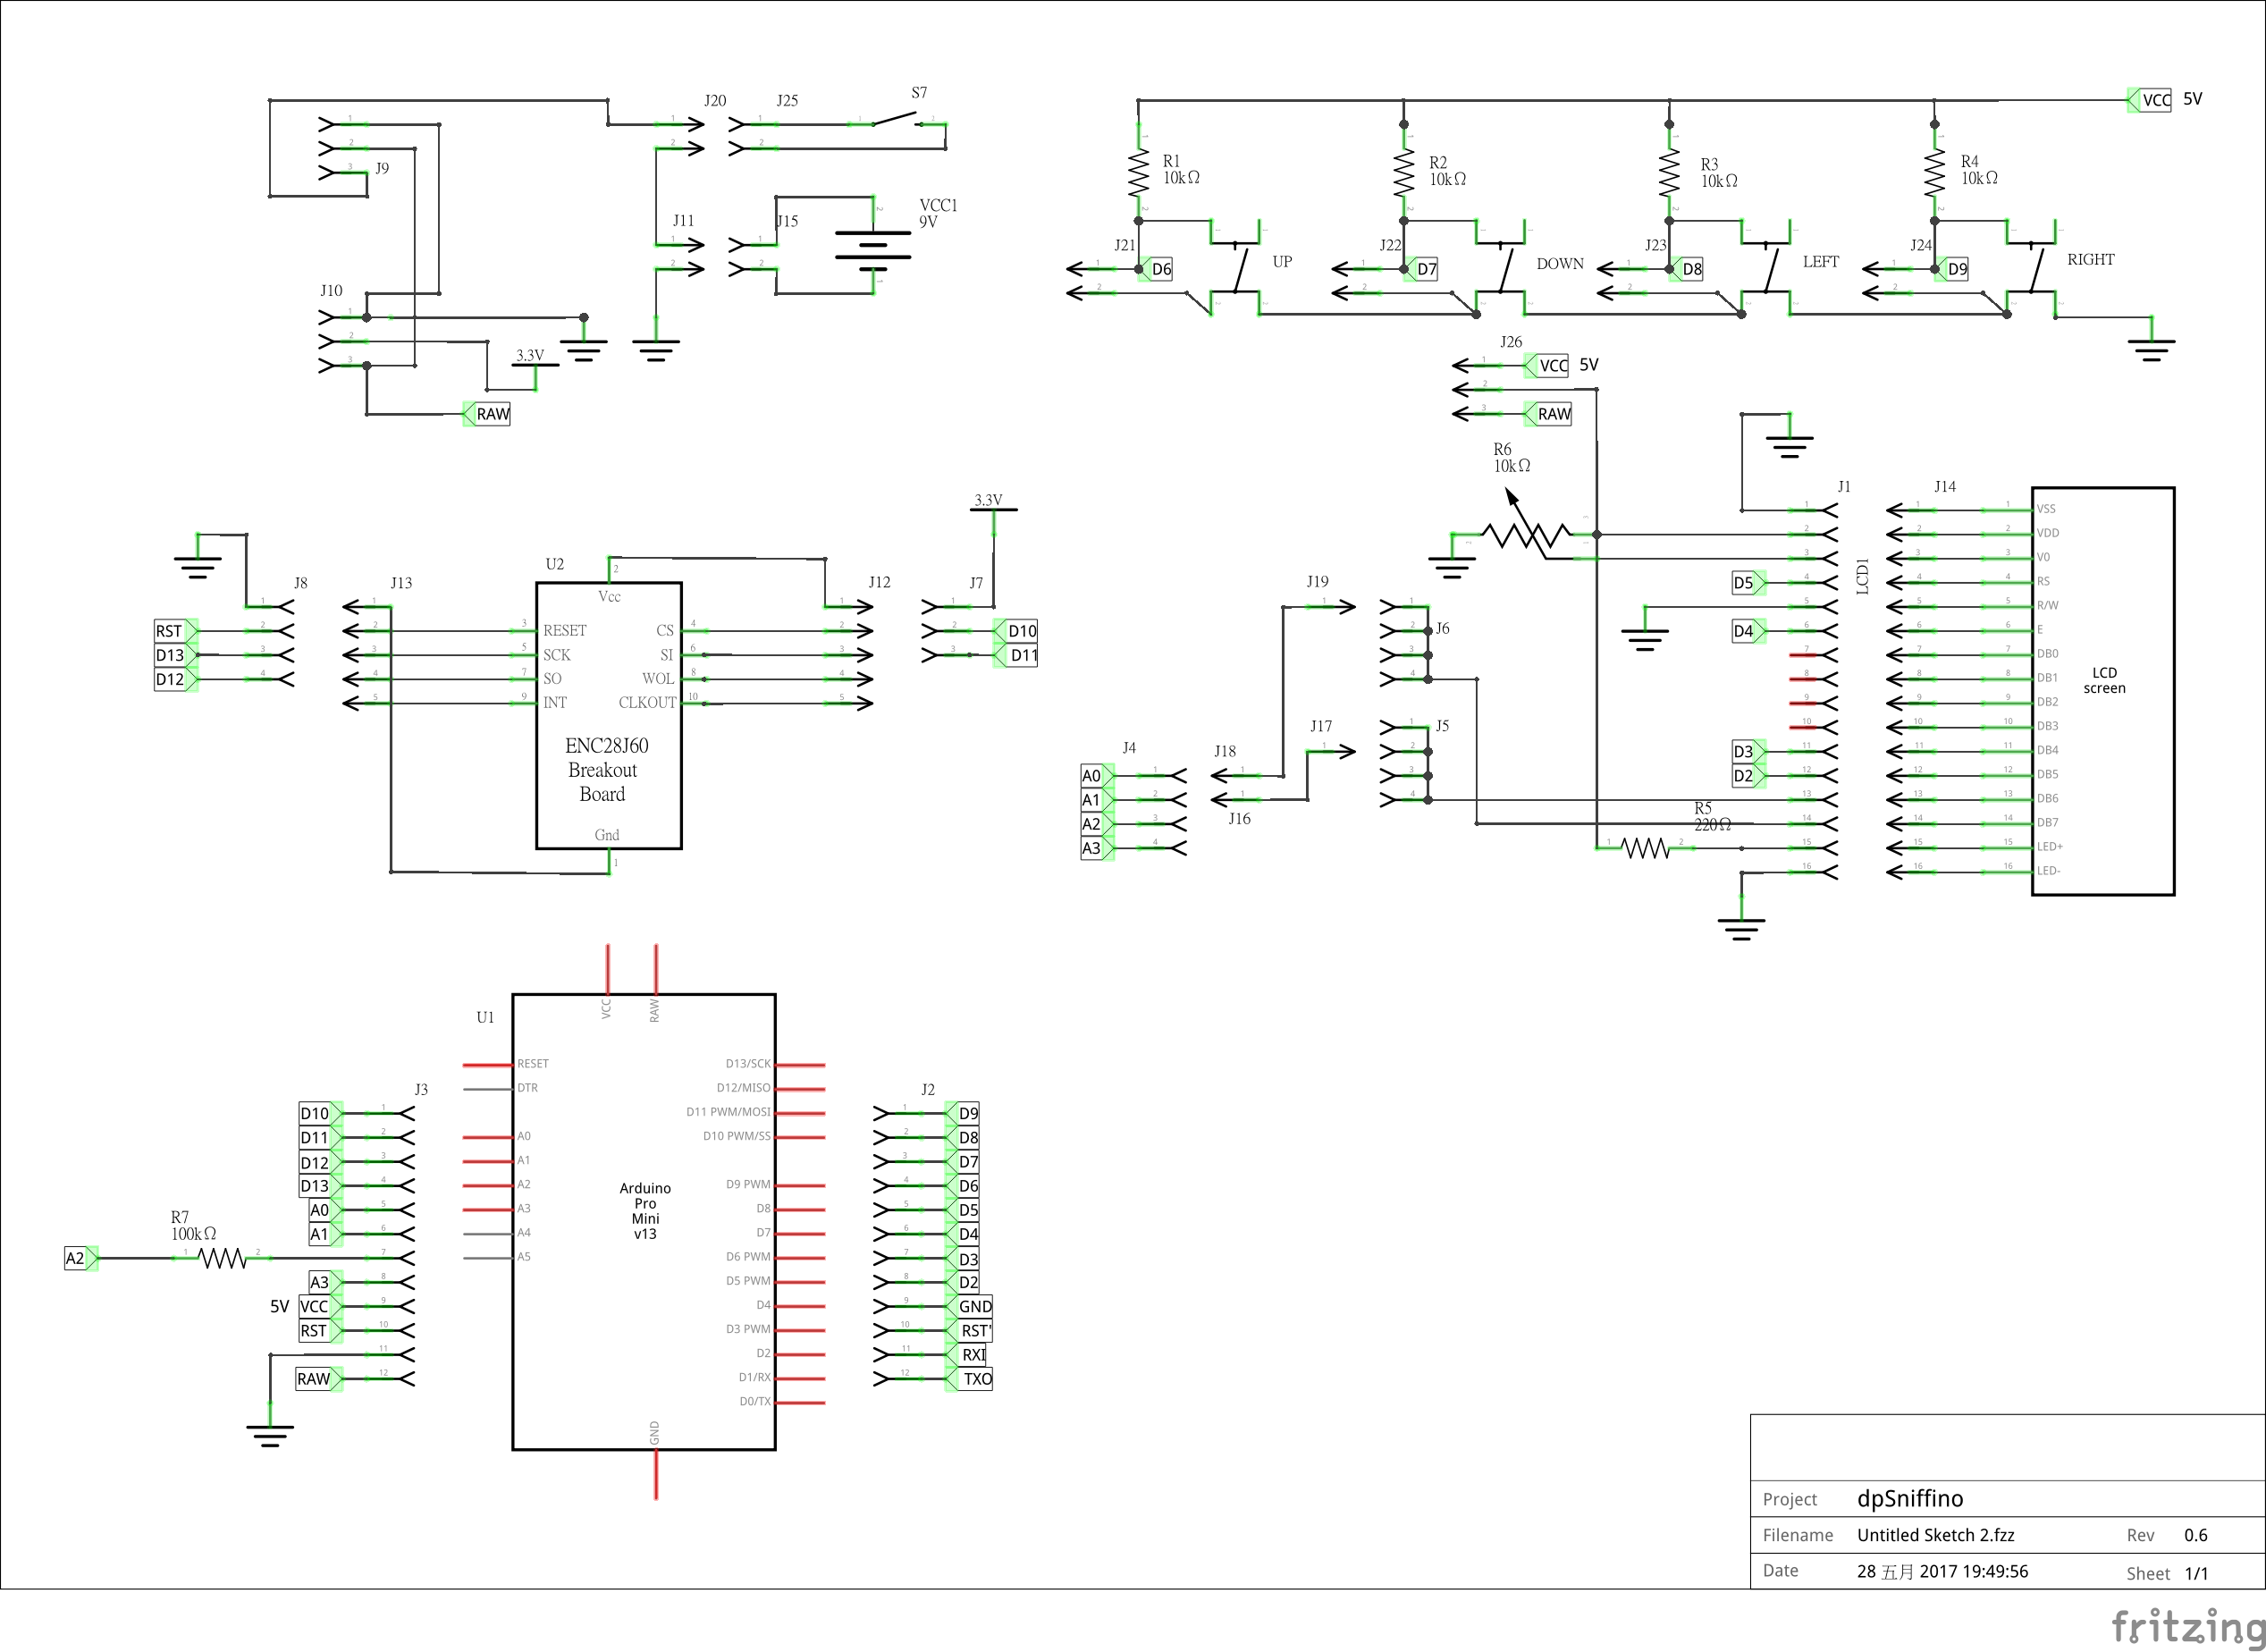 J20
J25
S7
J9
J11
J15
VCC1
9V
J10
3.3V
RAW
VCC 5V
R1
10kΩ
R2
10kΩ
R3
10kΩ
R4
10kΩ
J21
D6
UP
J22
D7
DOWN
J23
D8
LEFT
J24
D9
RIGHT
J26
VCC 5V
RAW
R6
10kΩ
3.3V
J8
J13
U2
J12
J7
RST
D13
D12
D10
D11
Vcc
RESET
SCK
SO
INT
CS
SI
WOL
CLKOUT
ENC28J60
Breakout
Board
Gnd
J19
J6
J17
J5
J4
J18
J16
A0
A1
A2
A3
J1
J14
LCD1
D5
D4
D3
D2
R5
220Ω
VSS
VDD
V0
RS
R/W
E
DB0
DB1
DB2
DB3
DB4
DB5
DB6
DB7
LED+
LED-
LCD
screen
U1
VCC
RAW
RESET
DTR
A0
A1
A2
A3
A4
A5
D13/SCK
D12/MISO
D11 PWM/MOSI
D10 PWM/SS
D9 PWM
D8
D7
D6 PWM
D5 PWM
D4
D3 PWM
D2
D1/RX
D0/TX
GND
Arduino
Pro
Mini
v13
J3
D10
D11
D12
D13
A0
A1
R7
100kΩ
A2
A3
5V VCC
RST
RAW
J2
D9
D8
D7
D6
D5
D4
D3
D2
GND
RST'
RXI
TXO
Project dpSniffino
Filename Untitled Sketch 2.fzz Rev 0.6
Date 28 五月 2017 19:49:56 Sheet 1/1
fritzing